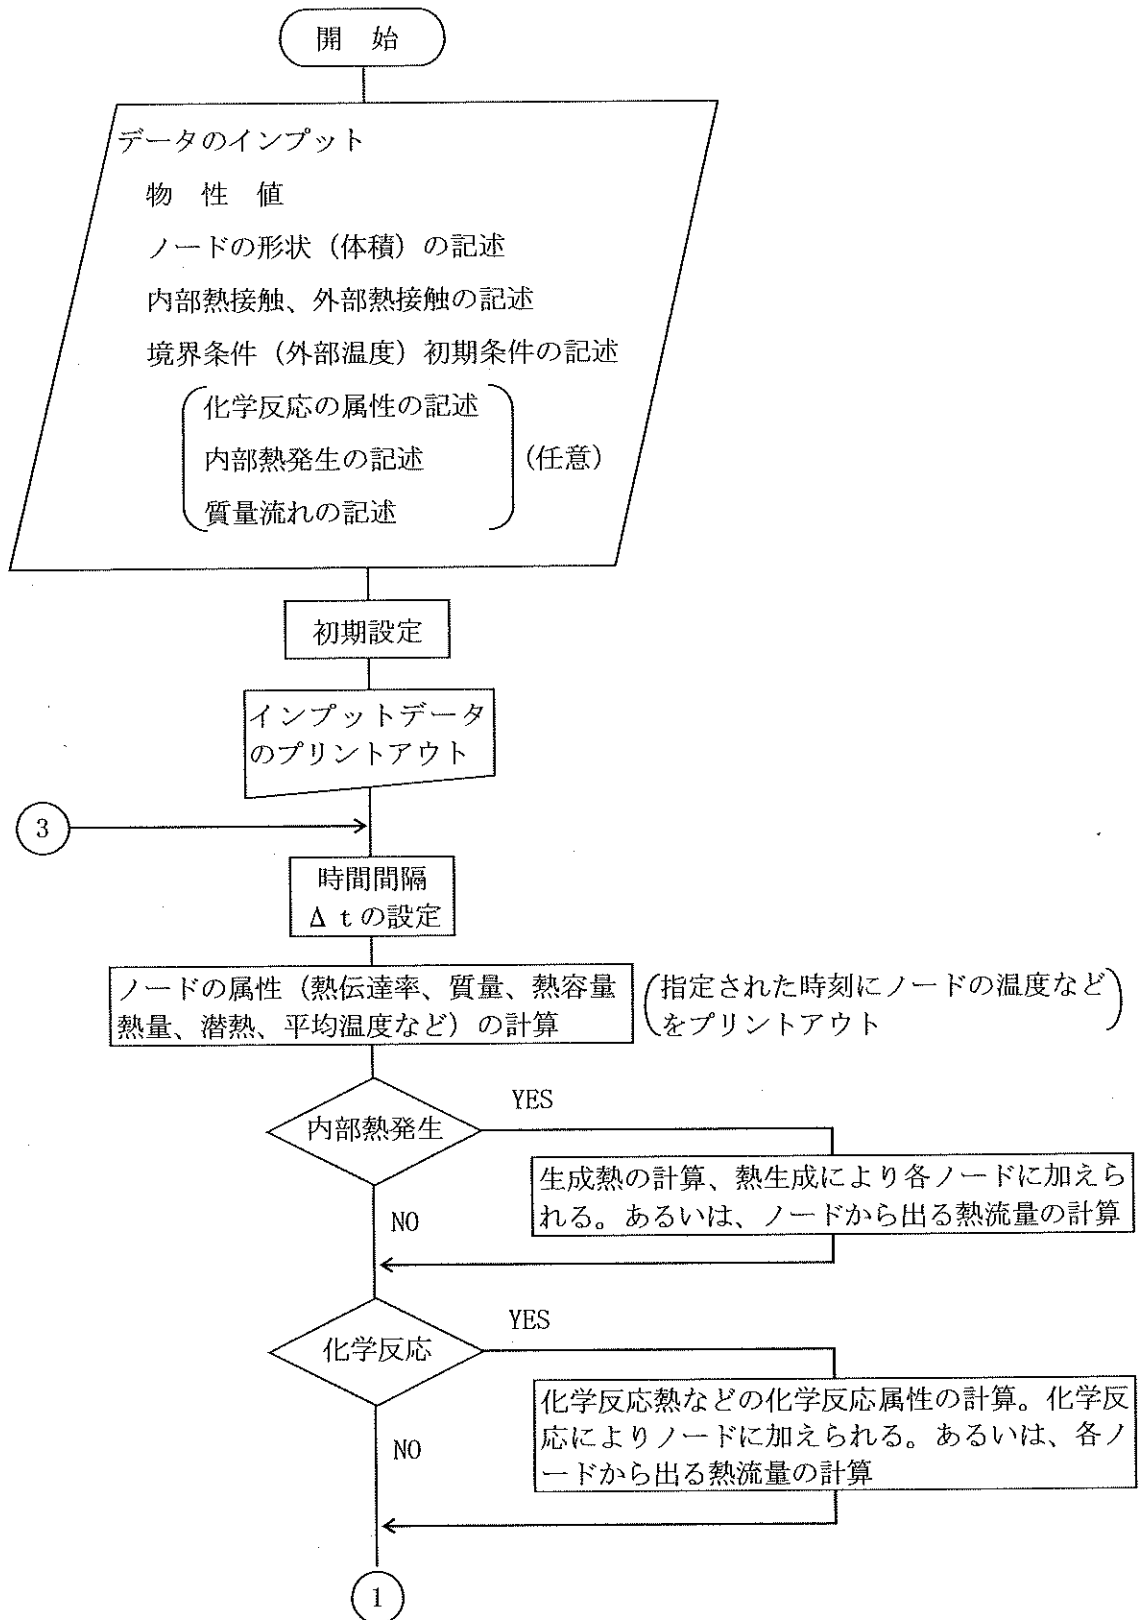 開　始
データのインプット
物　性　値
ノードの形状（体積）の記述
内部熱接触、外部熱接触の記述
境界条件（外部温度）初期条件の記述
化学反応の属性の記述
内部熱発生の記述
（任意）
質量流れの記述
初期設定
インプットデータ
のプリントアウト
3
時間間隔
Δ tの設定
ノードの属性（熱伝達率、質量、熱容量
熱量、潜熱、平均温度など）の計算
（指定された時刻にノードの温度など
をプリントアウト）
内部熱発生
YES
生成熱の計算、熱生成により各ノードに加えら
れる。あるいは、ノードから出る熱流量の計算
NO
化学反応
YES
化学反応熱などの化学反応属性の計算。化学反
応によりノードに加えられる。あるいは、各ノ
ードから出る熱流量の計算
NO
1